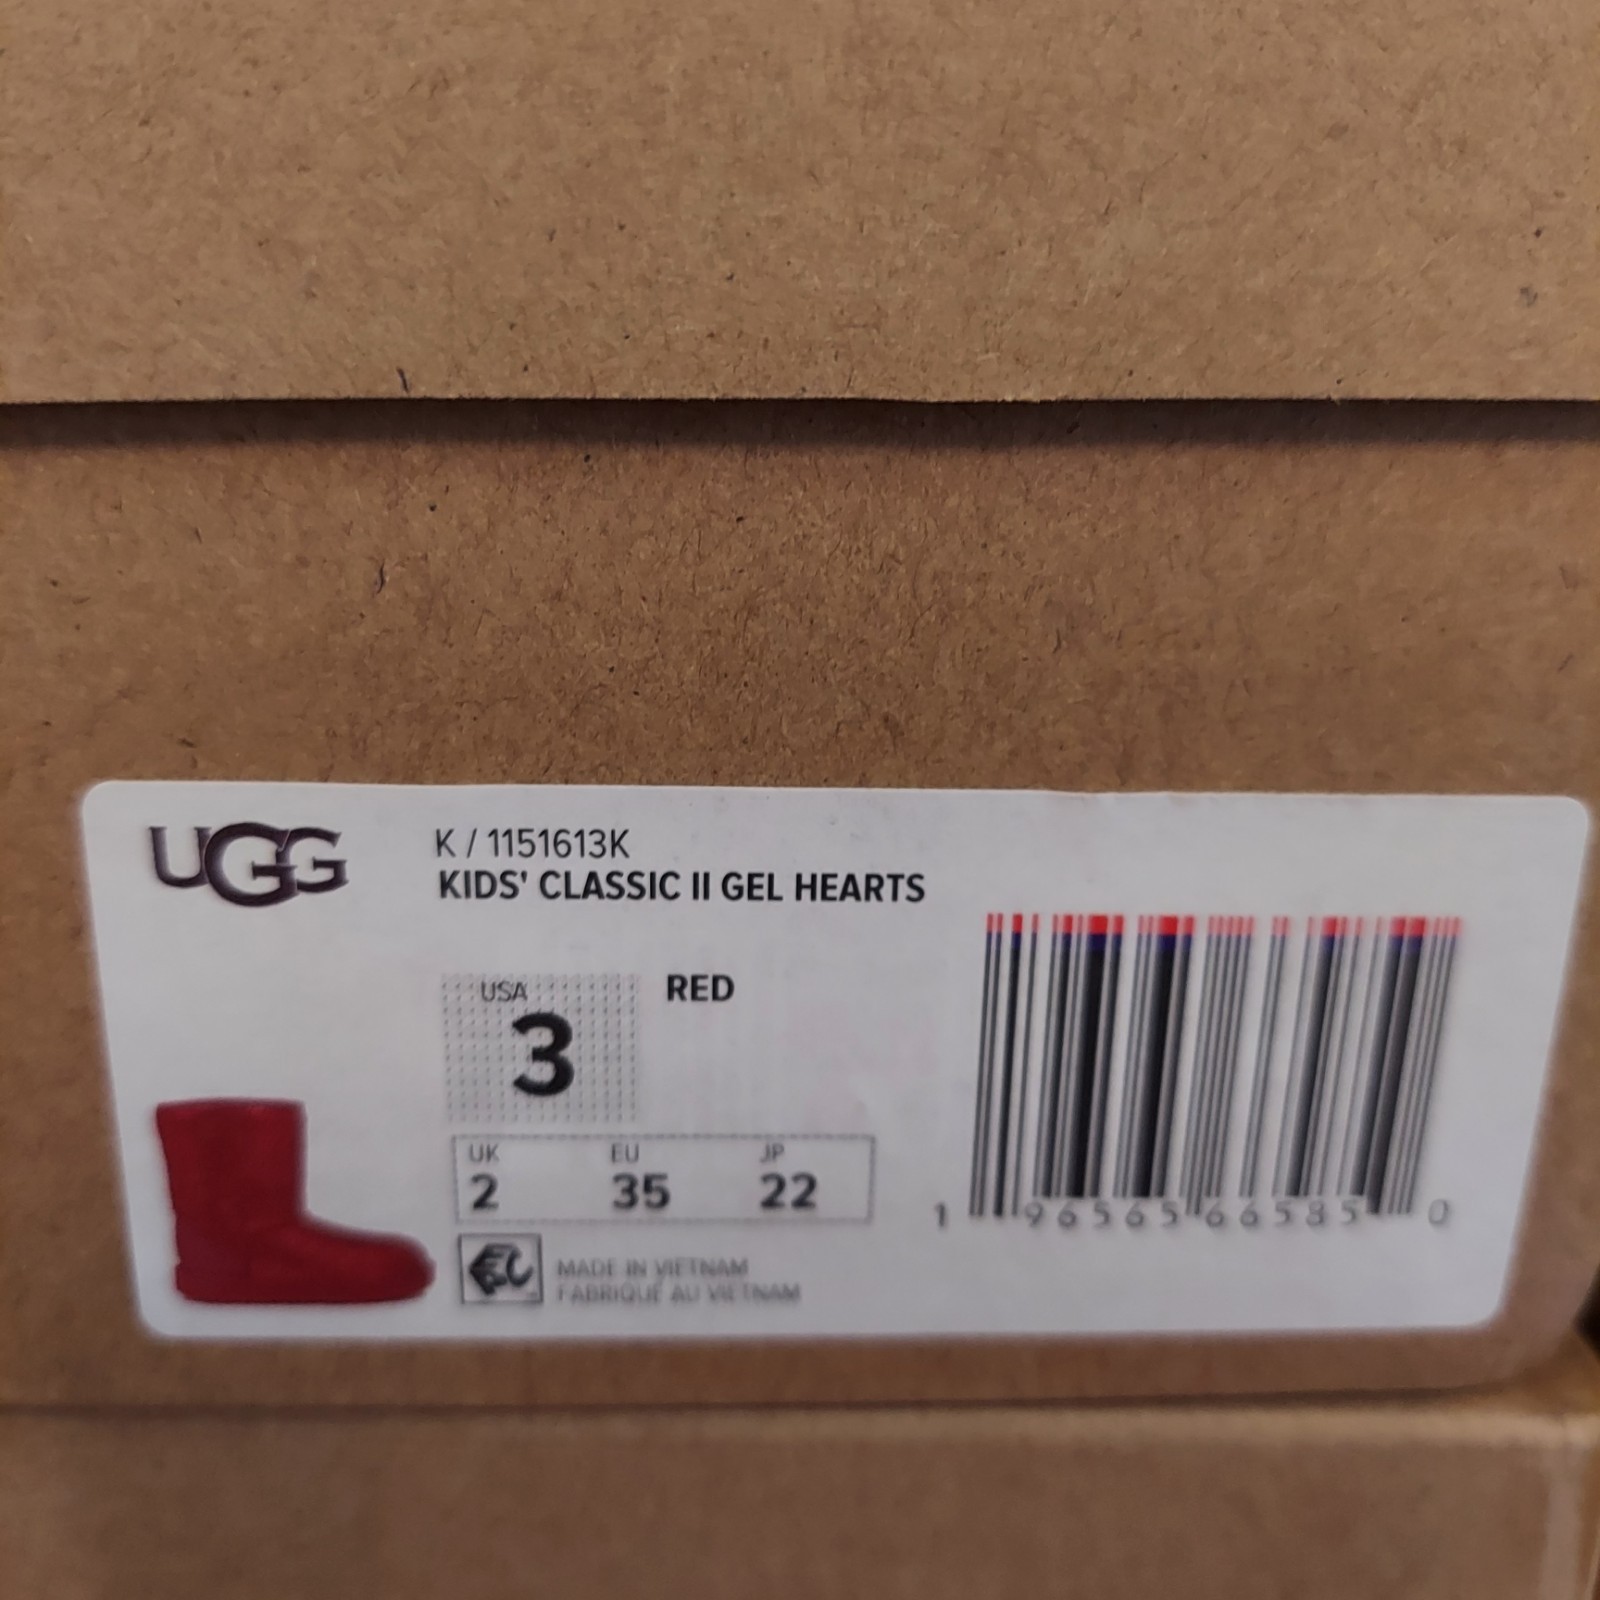 UGG
K / 1151613K
KIDS' CLASSIC II GEL HEARTS
USA
3
RED
UK EU JP
2 35 22
MADE IN VIETNAM
FABRIQUÉ AU VIETNAM
1 96565 66585 0